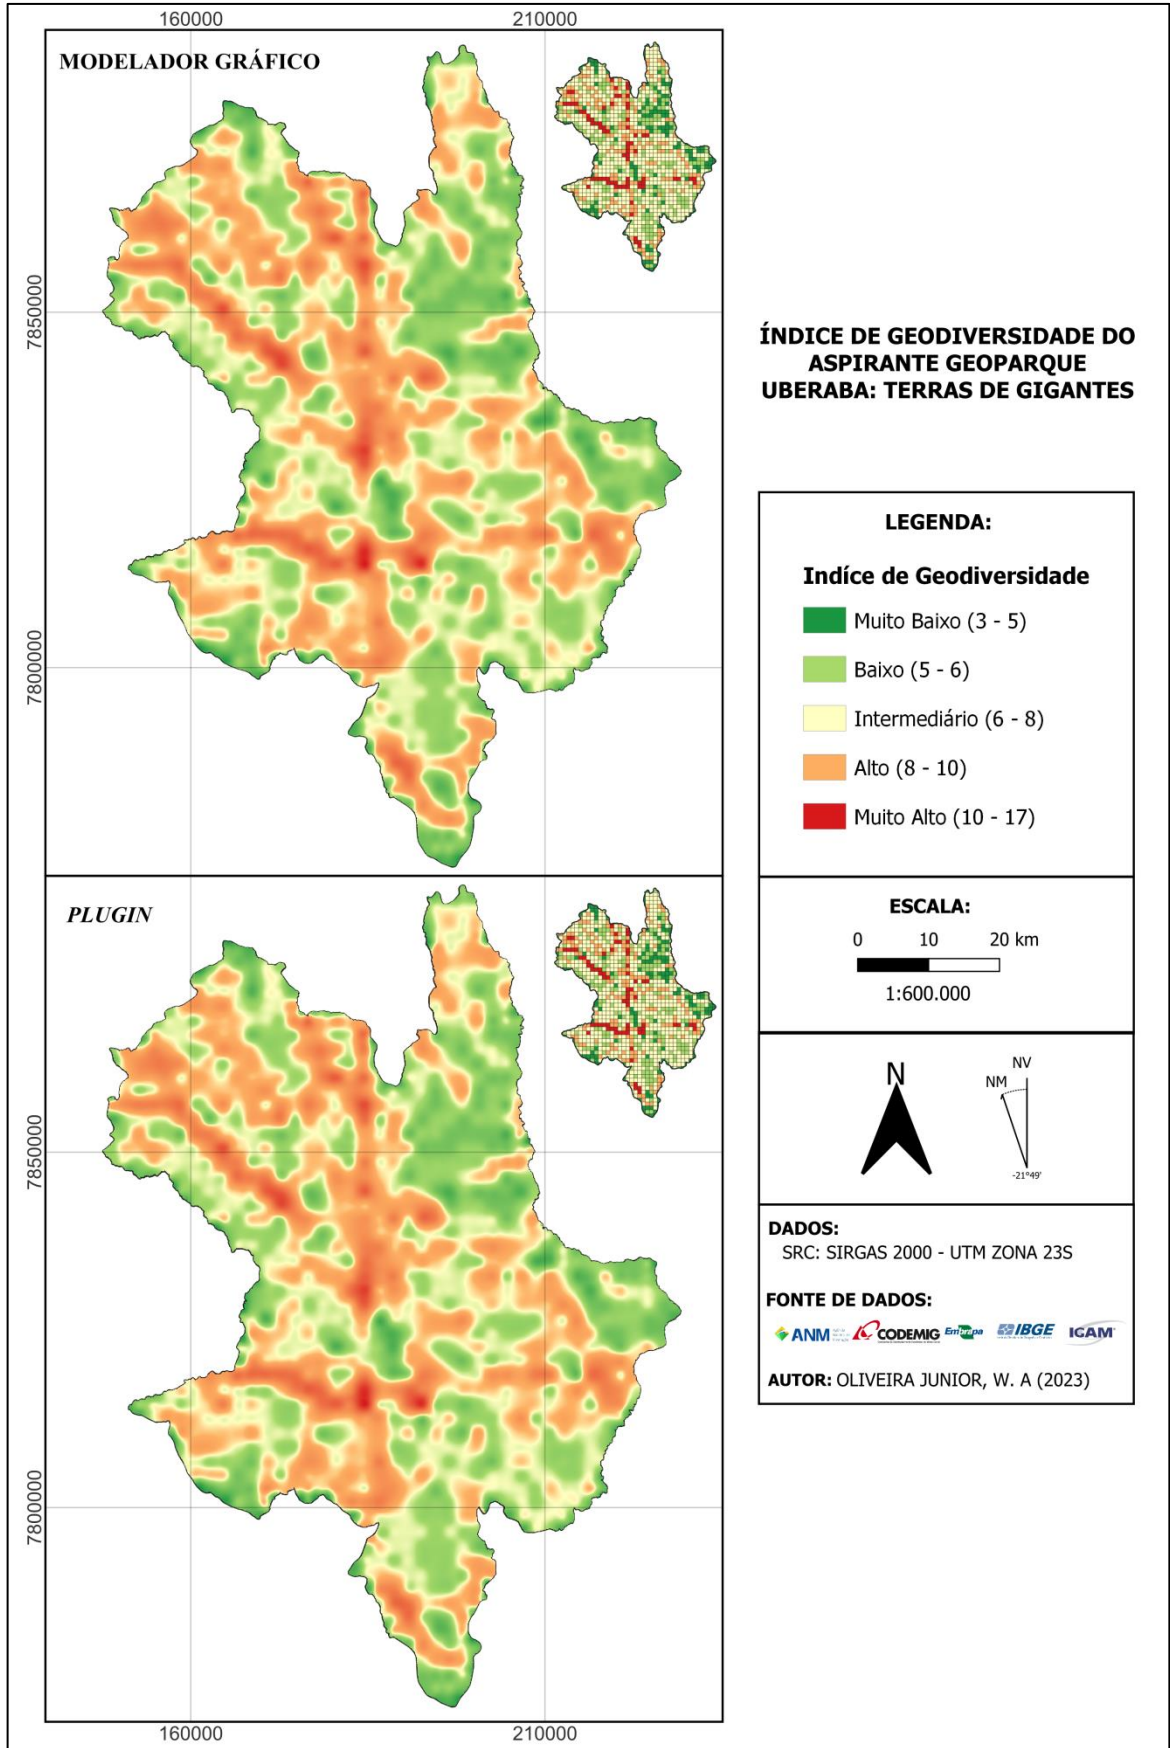 160000
210000
MODELADOR GRÁFICO
7850000
7800000
PLUGIN
7850000
7800000
160000
210000
ÍNDICE DE GEODIVERSIDADE DO
ASPIRANTE GEOPARQUE
UBERABA: TERRAS DE GIGANTES
LEGENDA:
Indíce de Geodiversidade
Muito Baixo (3 - 5)
Baixo (5 - 6)
Intermediário (6 - 8)
Alto (8 - 10)
Muito Alto (10 - 17)
ESCALA:
0 10 20 km
1:600.000
N
NV
NM
-21°49'
DADOS:
SRC: SIRGAS 2000 - UTM ZONA 23S
FONTE DE DADOS:
ANM CODEMIG Embrapa IBGE IGAM
AUTOR: OLIVEIRA JUNIOR, W. A (2023)